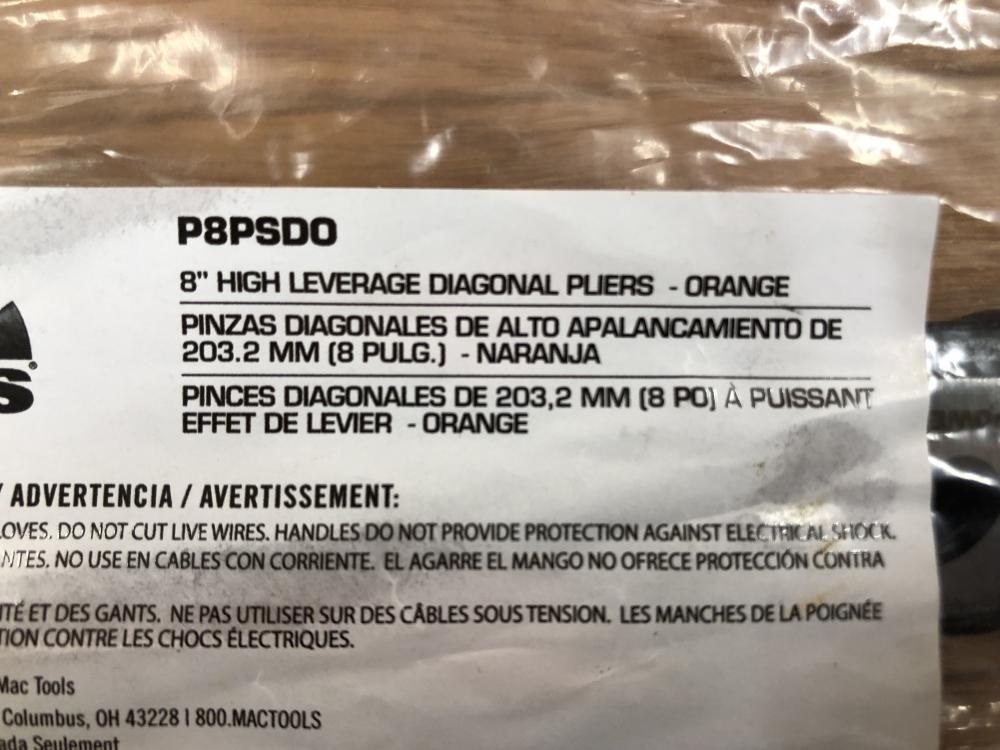 P8PSDO
8" HIGH LEVERAGE DIAGONAL PLIERS - ORANGE
PINZAS DIAGONALES DE ALTO APALANCAMIENTO DE
203.2 MM (8 PULG.) - NARANJA
PINCES DIAGONALES DE 203,2 MM (8 PO) À PUISSANT
EFFET DE LEVIER - ORANGE
S®
/ ADVERTENCIA / AVERTISSEMENT:
OVES. DO NOT CUT LIVE WIRES. HANDLES DO NOT PROVIDE PROTECTION AGAINST ELECTRICAL SHOCK.
NTES. NO USE EN CABLES CON CORRIENTE. EL AGARRE EL MANGO NO OFRECE PROTECCIÓN CONTRA
ITÉ ET DES GANTS. NE PAS UTILISER SUR DES CÂBLES SOUS TENSION. LES MANCHES DE LA POIGNÉE
TION CONTRE LES CHOCS ÉLECTRIQUES.
Mac Tools
Columbus, OH 43228 I 800.MACTOOLS
ada Seulement